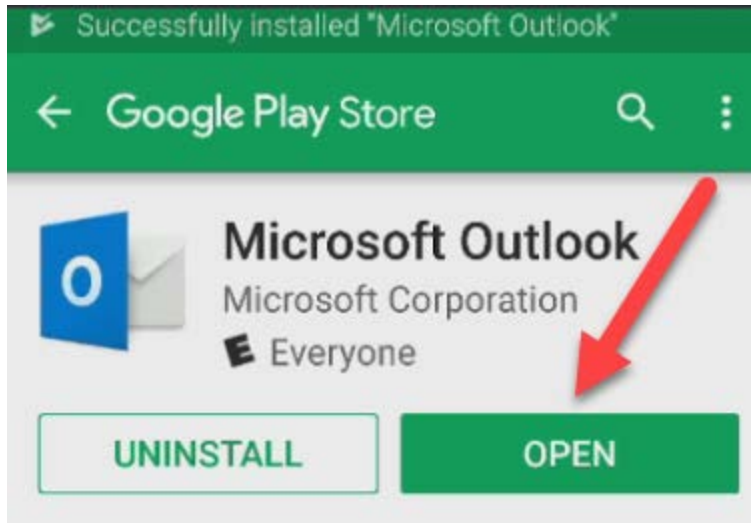 Successfully installed "Microsoft Outlook"
Google Play Store
O
Microsoft Outlook
Microsoft Corporation
E Everyone
UNINSTALL
OPEN